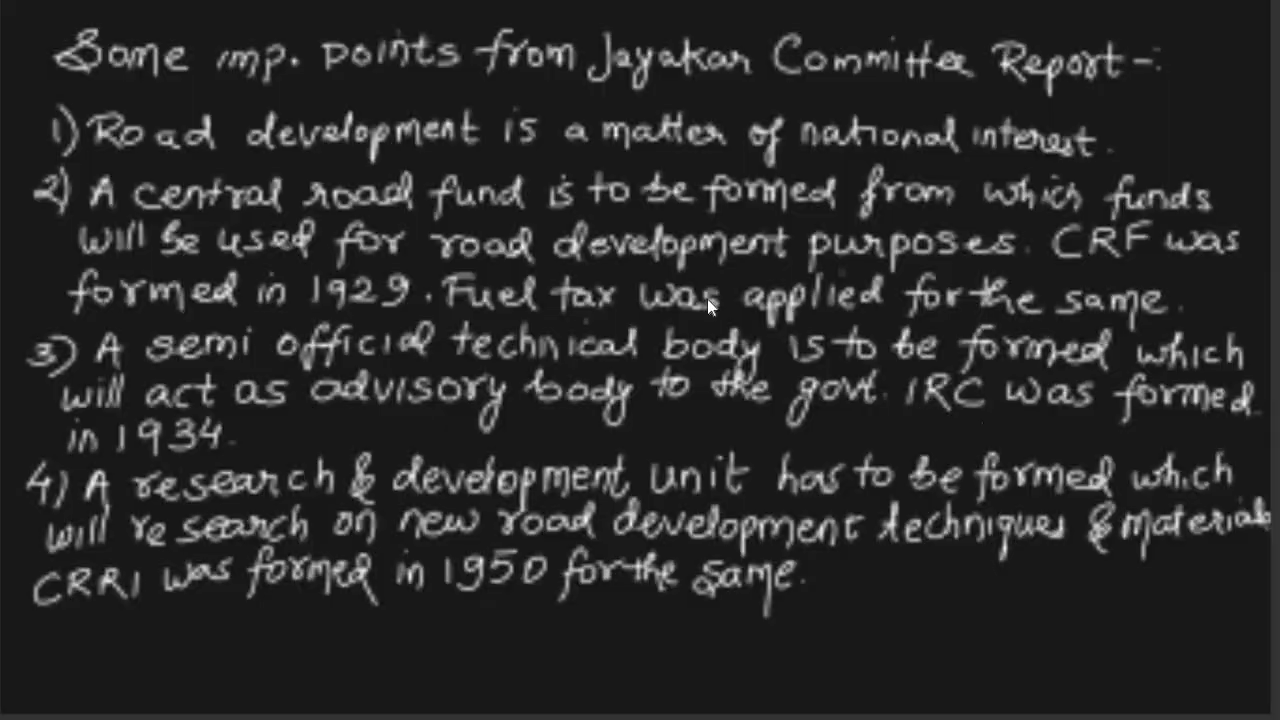 Some imp. points from Jayakar Committee Report -:
1) Road development is a matter of national interest.
2) A central road fund is to be formed from which funds
will be used for road development purposes. CRF was
formed in 1929. Fuel tax was applied for the same.
3) A semi official technical body is to be formed which
will act as advisory body to the govt. IRC was formed
in 1934.
4) A research & development unit has to be formed which
will research on new road development techniques & materials
CRRI was formed in 1950 for the same.